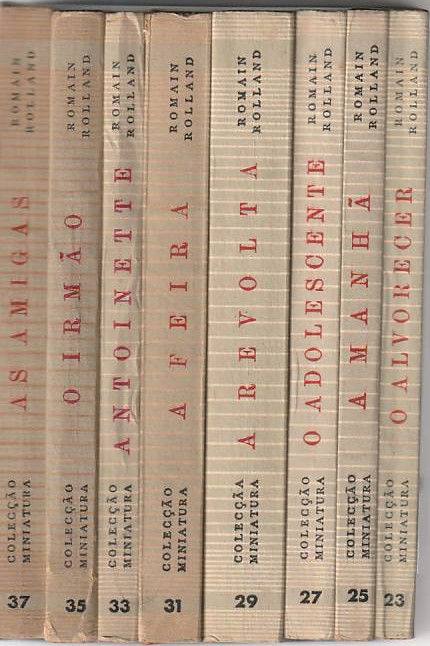 ROMAIN
ROLLAND
AS AMIGAS
COLECÇÃO
MINIATURA
37
ROMAIN
ROLLAND
O IRMÃO
COLECÇÃO
MINIATURA
35
ROMAIN
ROLLAND
ANTOINETTE
COLECÇÃO
MINIATURA
33
ROMAIN
ROLLAND
A FEIRA
COLECÇÃO
MINIATURA
31
ROMAIN
ROLLAND
A REVOLTA
COLECÇÃA
MINIATURA
29
ROMAIN
ROLLAND
O ADOLESCENTE
COLECÇÃO
MINIATURA
27
ROMAIN
ROLLAND
AMANHÃ
COLECÇÃO
MINIATURA
25
ROMAIN
ROLLAND
O ALVORECER
COLECÇÃO
MINIATURA
23